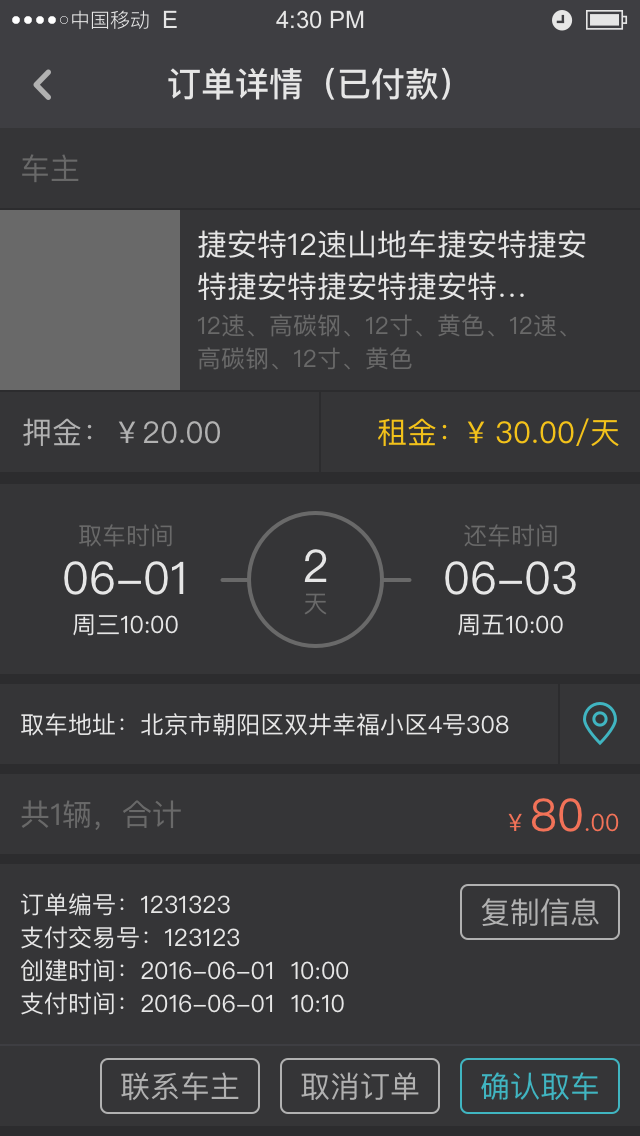 中国移动 E 4:30 PM
订单详情（已付款）
车主
捷安特12速山地车捷安特捷安
特捷安特捷安特捷安特...
12速、高碳钢、12寸、黄色、12速、
高碳钢、12寸、黄色
押金：￥20.00 租金：￥ 30.00/天
取车时间 还车时间
06-01 2 06-03
天
周三10:00 周五10:00
取车地址：北京市朝阳区双井幸福小区4号308
共1辆，合计 ￥80.00
订单编号：1231323 复制信息
支付交易号：123123
创建时间：2016-06-01 10:00
支付时间：2016-06-01 10:10
联系车主 取消订单 确认取车